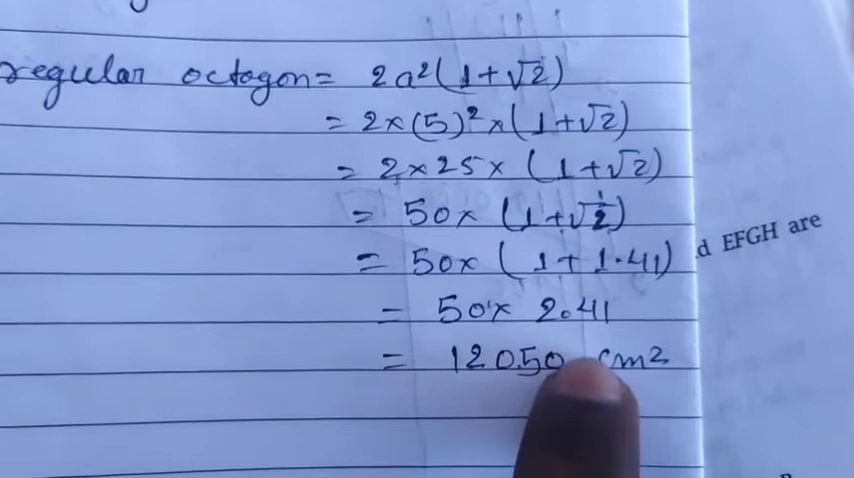 regular octagon = 2a²(1+√2)
= 2×(5)²×(1+√2)
= 2×25×(1+√2)
= 50×(1+√2)
= 50×(1+1.41)
d EFGH are
= 50×2.41
= 120.50 cm²